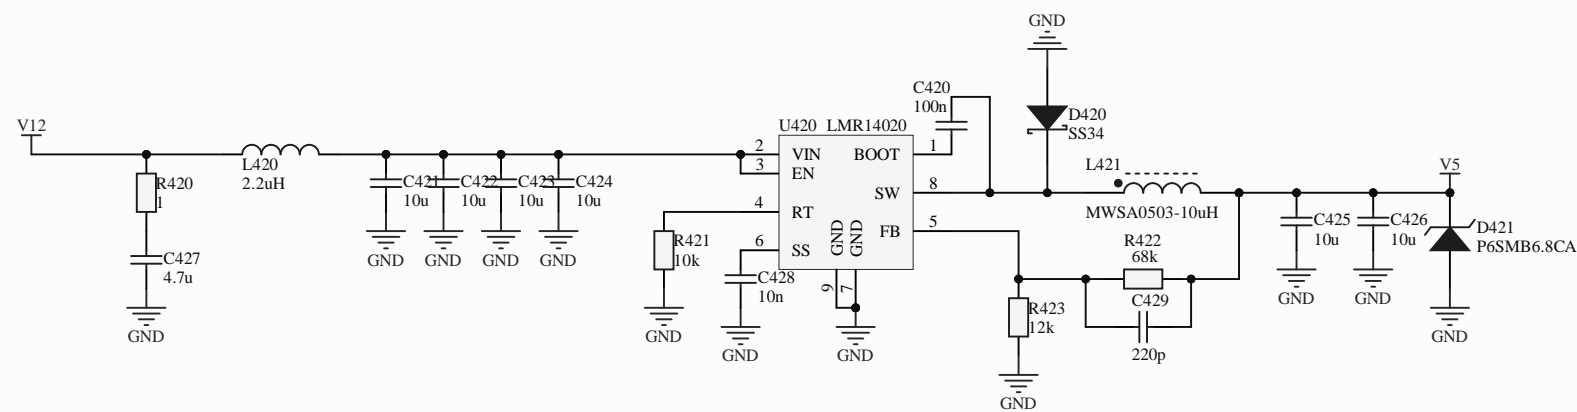 GND
V12
R420
1
C427
4.7u
GND
L420
2.2uH
C421
10u
GND
C422
10u
GND
C423
10u
GND
C424
10u
GND
R421
10k
GND
C428
10n
GND
U420 LMR14020
2
VIN
3
EN
4
RT
6
SS
BOOT
1
SW
8
FB
5
GND
GND
9
7
GND
C420
100n
D420
SS34
L421
MWSA0503-10uH
R422
68k
C429
220p
R423
12k
GND
C425
10u
GND
C426
10u
GND
V5
D421
P6SMB6.8CA
GND